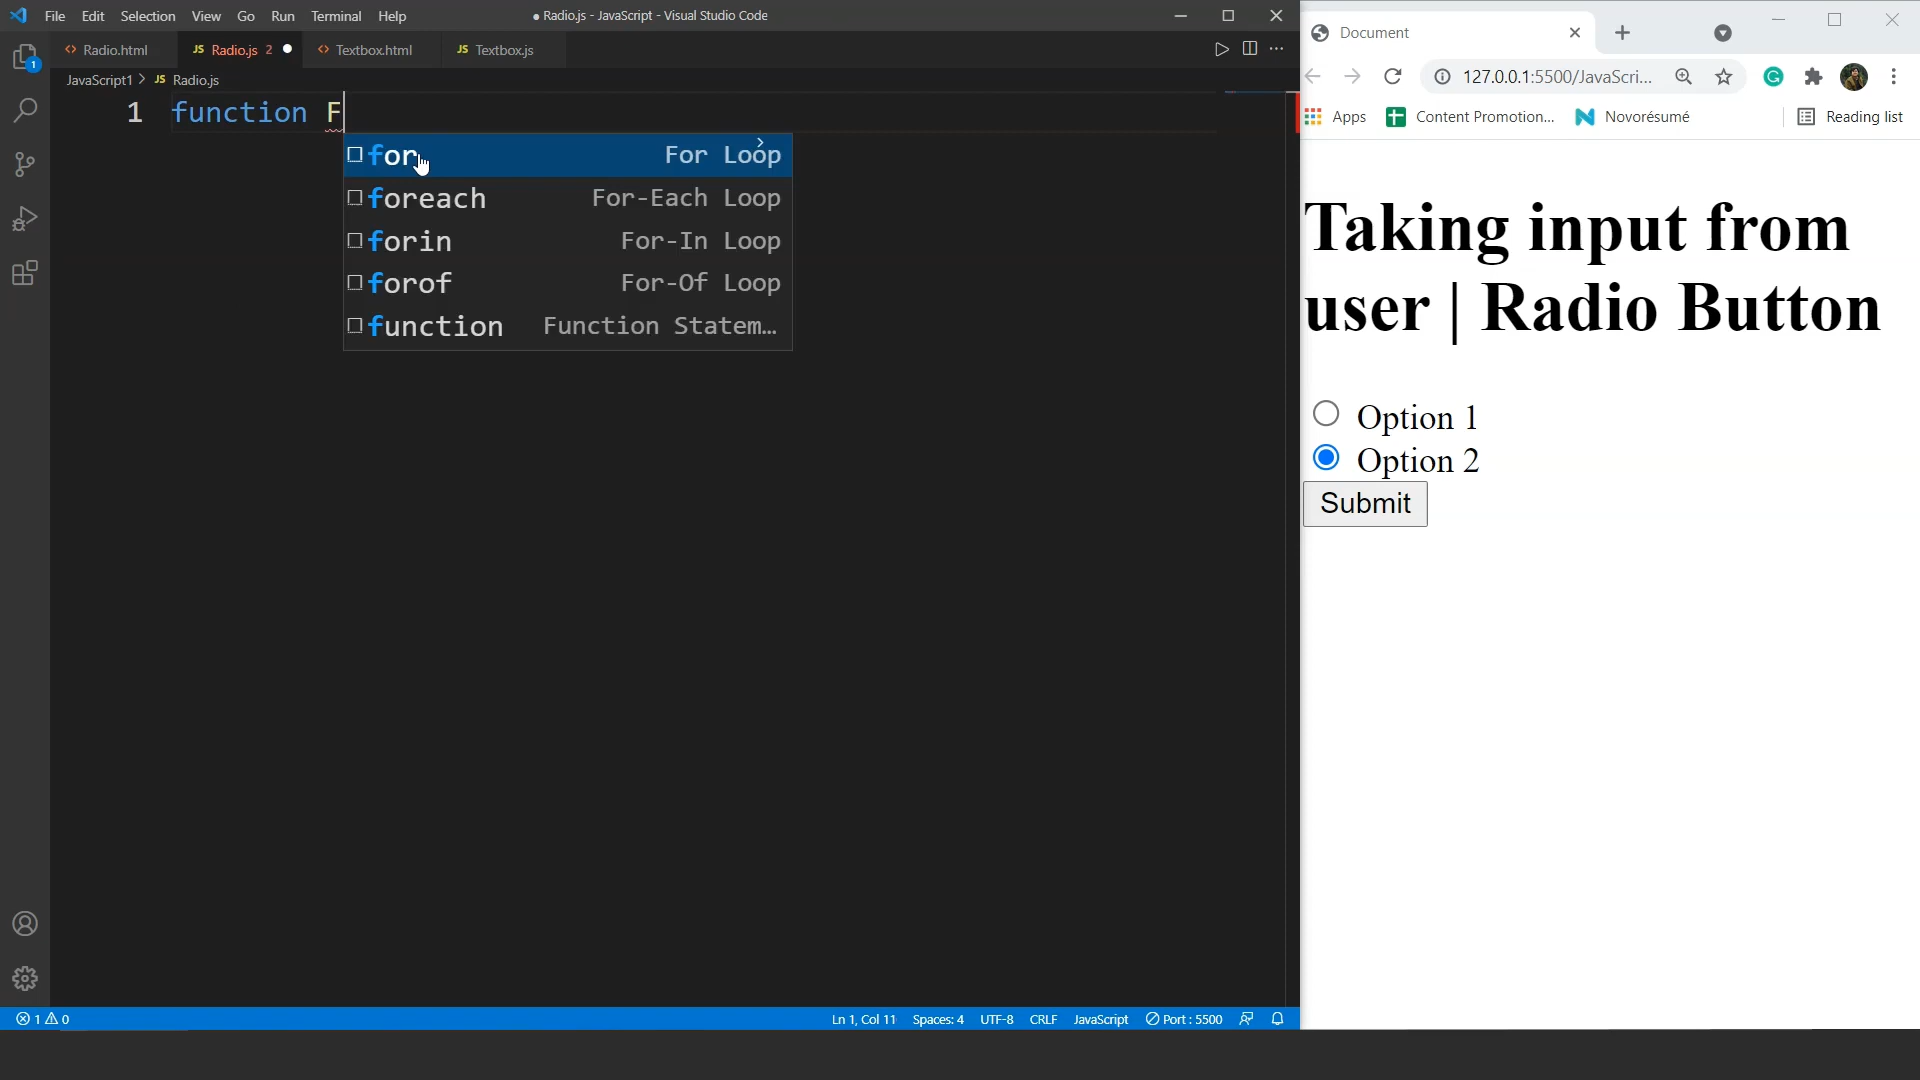 File Edit Selection View Go Run Terminal Help
● Radio.js - JavaScript - Visual Studio Code
Radio.html
JS Radio.js 2
Textbox.html
JS Textbox.js
JavaScript1 > JS Radio.js
1 function F
for For Loop
foreach For-Each Loop
forin For-In Loop
forof For-Of Loop
function Function Statem...
1 0
Ln 1, Col 11 Spaces: 4 UTF-8 CRLF JavaScript Port : 5500
1
Document
127.0.0.1:5500/JavaScri...
Apps Content Promotion... Novorésumé Reading list
Taking input from
user | Radio Button
Option 1
Option 2
Submit